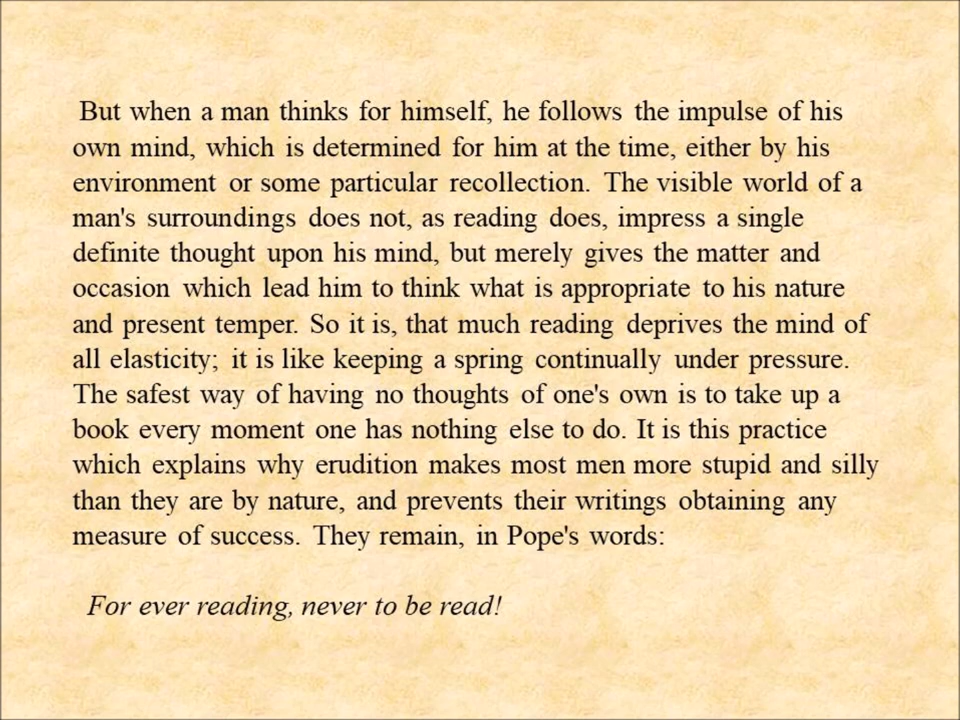 But when a man thinks for himself, he follows the impulse of his
own mind, which is determined for him at the time, either by his
environment or some particular recollection. The visible world of a
man's surroundings does not, as reading does, impress a single
definite thought upon his mind, but merely gives the matter and
occasion which lead him to think what is appropriate to his nature
and present temper. So it is, that much reading deprives the mind of
all elasticity; it is like keeping a spring continually under pressure.
The safest way of having no thoughts of one's own is to take up a
book every moment one has nothing else to do. It is this practice
which explains why erudition makes most men more stupid and silly
than they are by nature, and prevents their writings obtaining any
measure of success. They remain, in Pope's words:
For ever reading, never to be read!